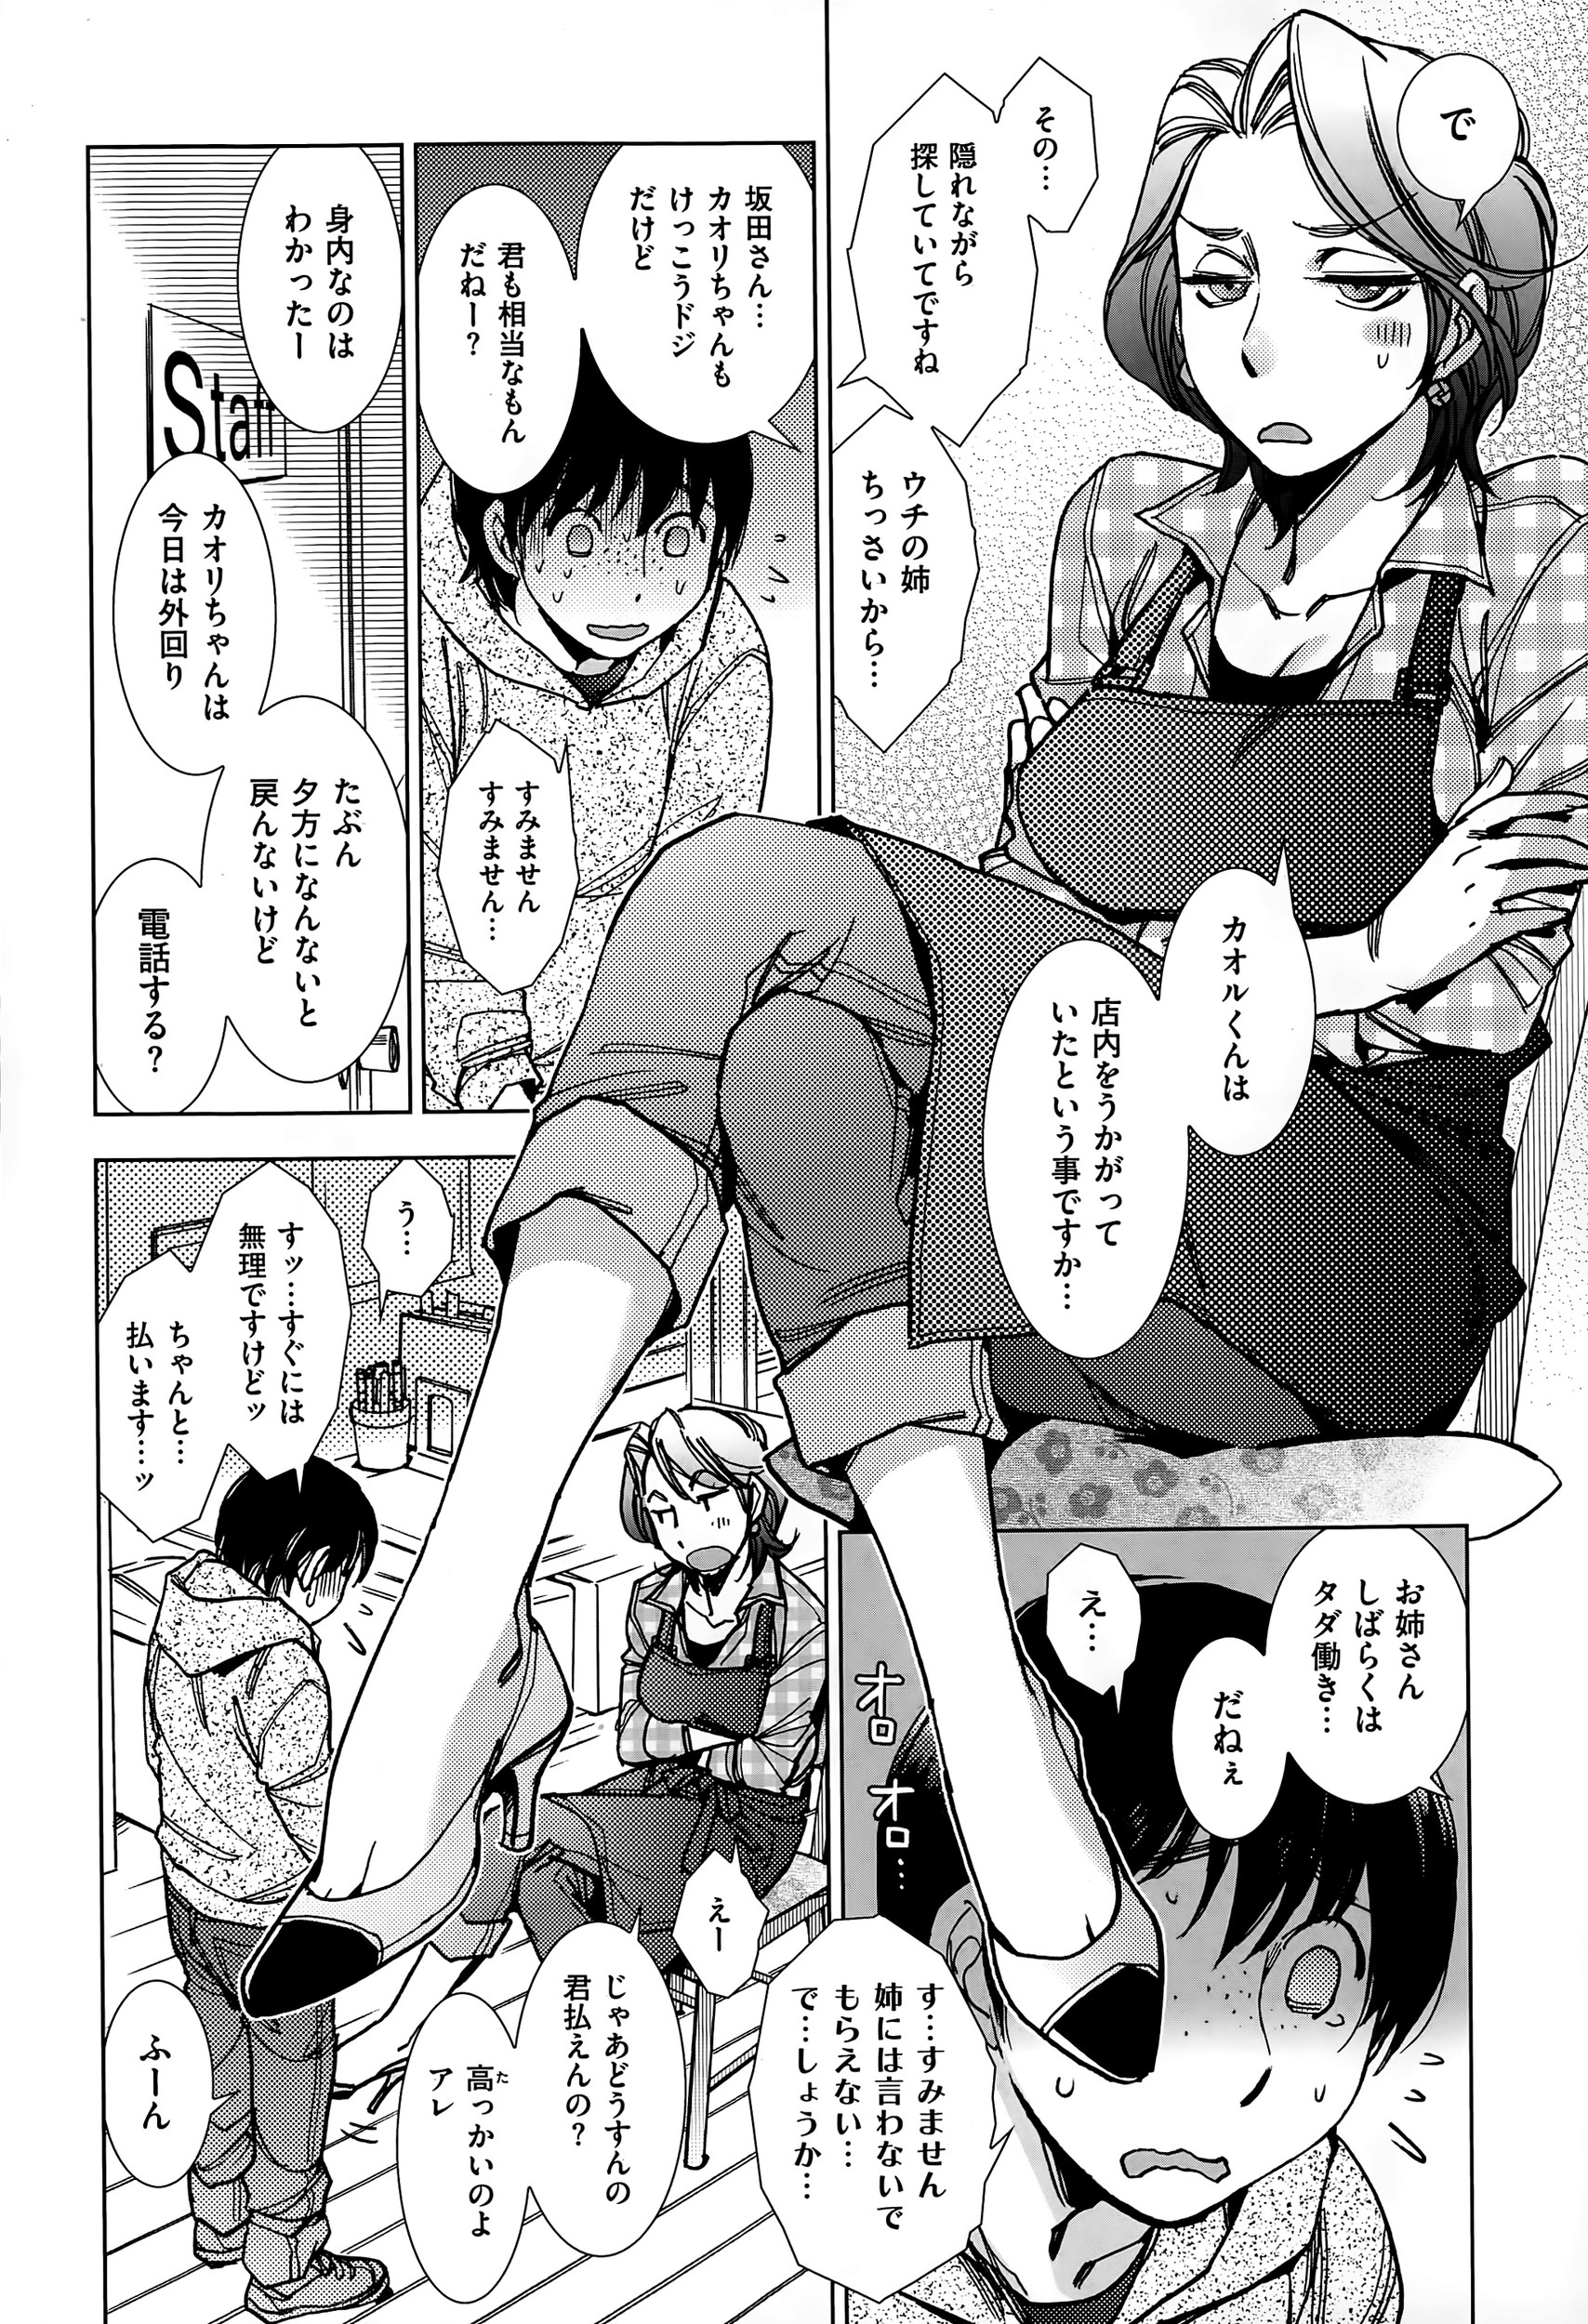 で
その…
隠れながら
探していてですね
ウチの姉
ちっさいから…
カオルくんは
店内をうかがって
いたという事ですか…
坂田さん…
カオリちゃんも
けっこうドジ
だけど
君も相当なもん
だねー？
すみません
すみません…
身内なのは
わかったー
Staff
カオリちゃんは
今日は外回り
たぶん
夕方になんないと
戻んないけど
電話する？
お姉さん
しばらくは
タダ働き…
だねぇ
え…
オロ
オロ…
す…すみません
姉には言わないで
もらえない…
で…しょうか…
えー
じゃあどうすんの
君払えんの？
高っかいのよ
た
アレ
う…
すッ…すぐには
無理ですけどッ
ちゃんと…
払います…ッ
ふーん